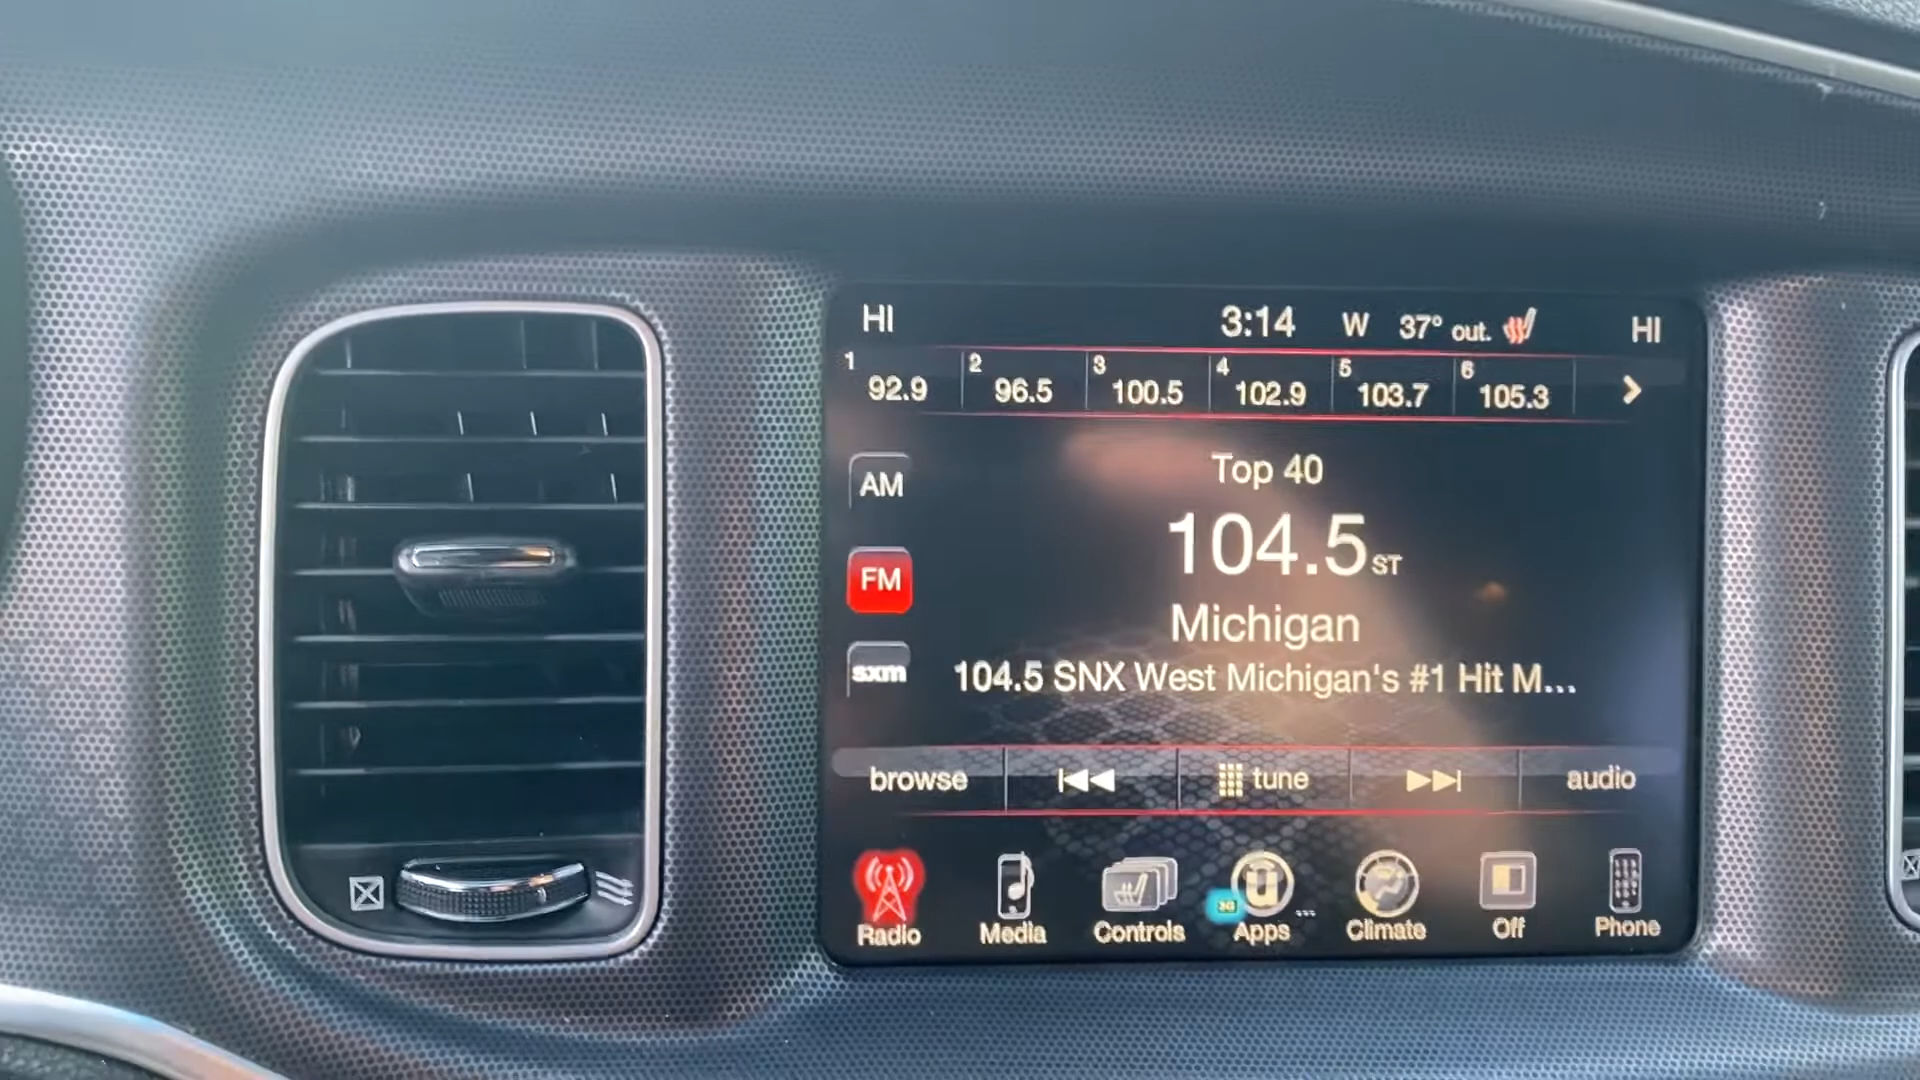 HI 3:14 W 37° out. HI
1 92.9 2 96.5 3 100.5 4 102.9 5 103.7 6 105.3
AM
Top 40
104.5 ST
FM
Michigan
sxm
104.5 SNX West Michigan's #1 Hit M...
browse tune audio
3G
Radio Media Controls Apps ... Climate Off Phone